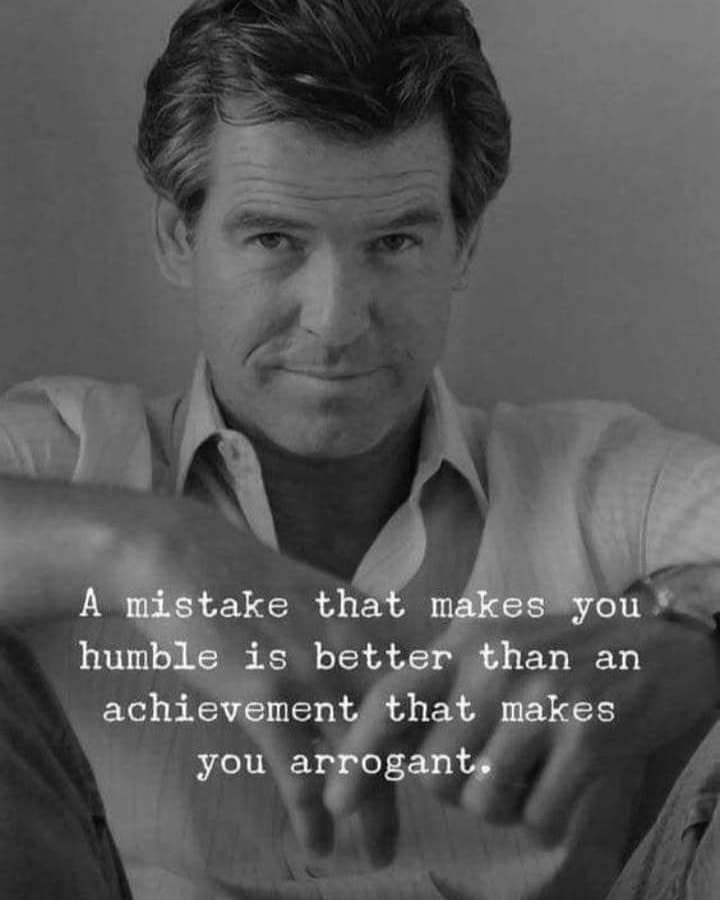 A mistake that makes you
humble is better than an
achievement that makes
you arrogant.